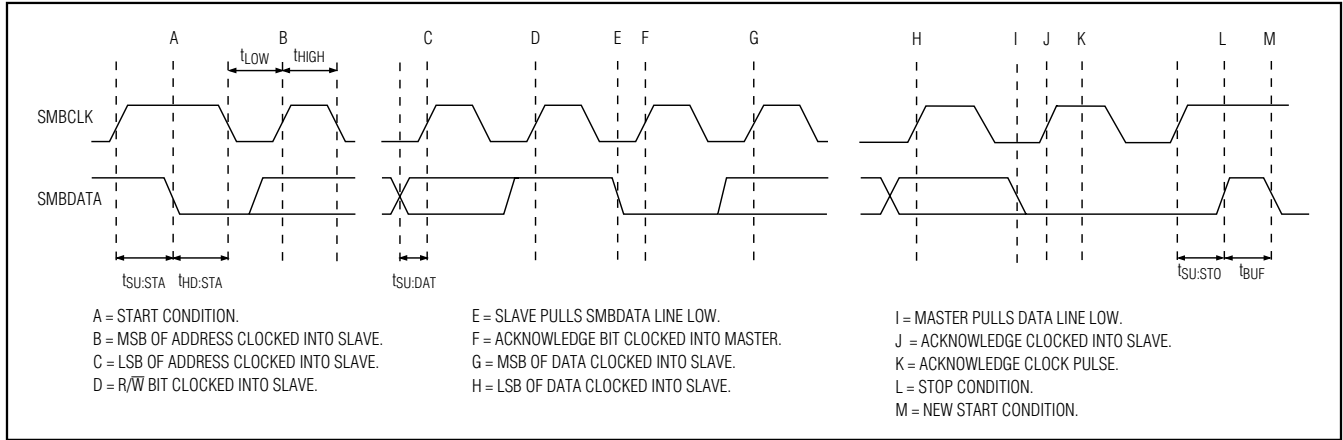 A B C D E F G H I J K L M
tLOW tHIGH
SMBCLK
SMBDATA
tSU:STA tHD:STA tSU:DAT tSU:STO tBUF
A = START CONDITION.
B = MSB OF ADDRESS CLOCKED INTO SLAVE.
C = LSB OF ADDRESS CLOCKED INTO SLAVE.
D = R/W̅ BIT CLOCKED INTO SLAVE.
E = SLAVE PULLS SMBDATA LINE LOW.
F = ACKNOWLEDGE BIT CLOCKED INTO MASTER.
G = MSB OF DATA CLOCKED INTO SLAVE.
H = LSB OF DATA CLOCKED INTO SLAVE.
I = MASTER PULLS DATA LINE LOW.
J = ACKNOWLEDGE CLOCKED INTO SLAVE.
K = ACKNOWLEDGE CLOCK PULSE.
L = STOP CONDITION.
M = NEW START CONDITION.